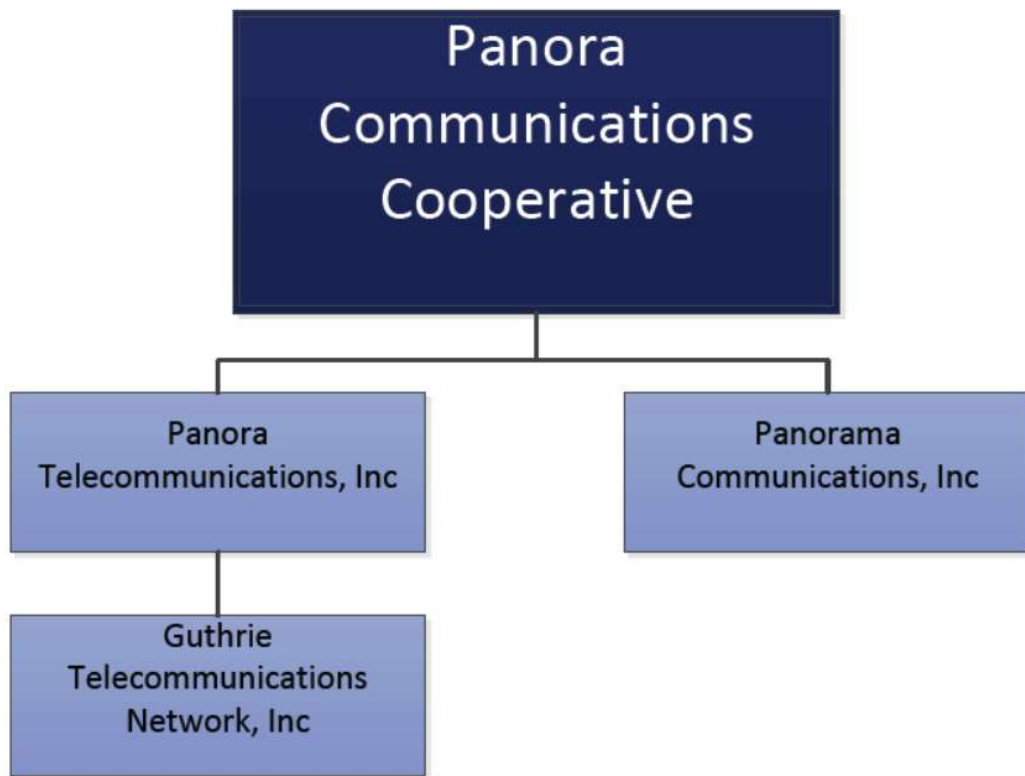 Panora
Communications
Cooperative
Panora
Telecommunications, Inc
Panorama
Communications, Inc
Guthrie
Telecommunications
Network, Inc